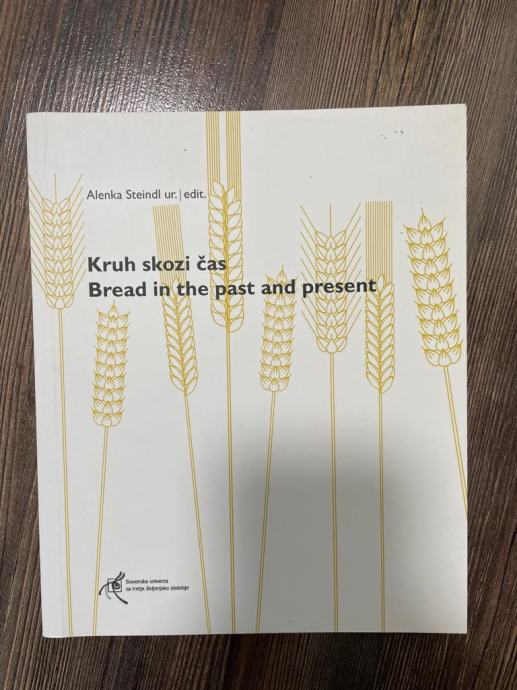 Alenka Steindl ur. | edit.
Kruh skozi čas
Bread in the past and present
Slovenska univerza
za tretje življenjsko obdobje